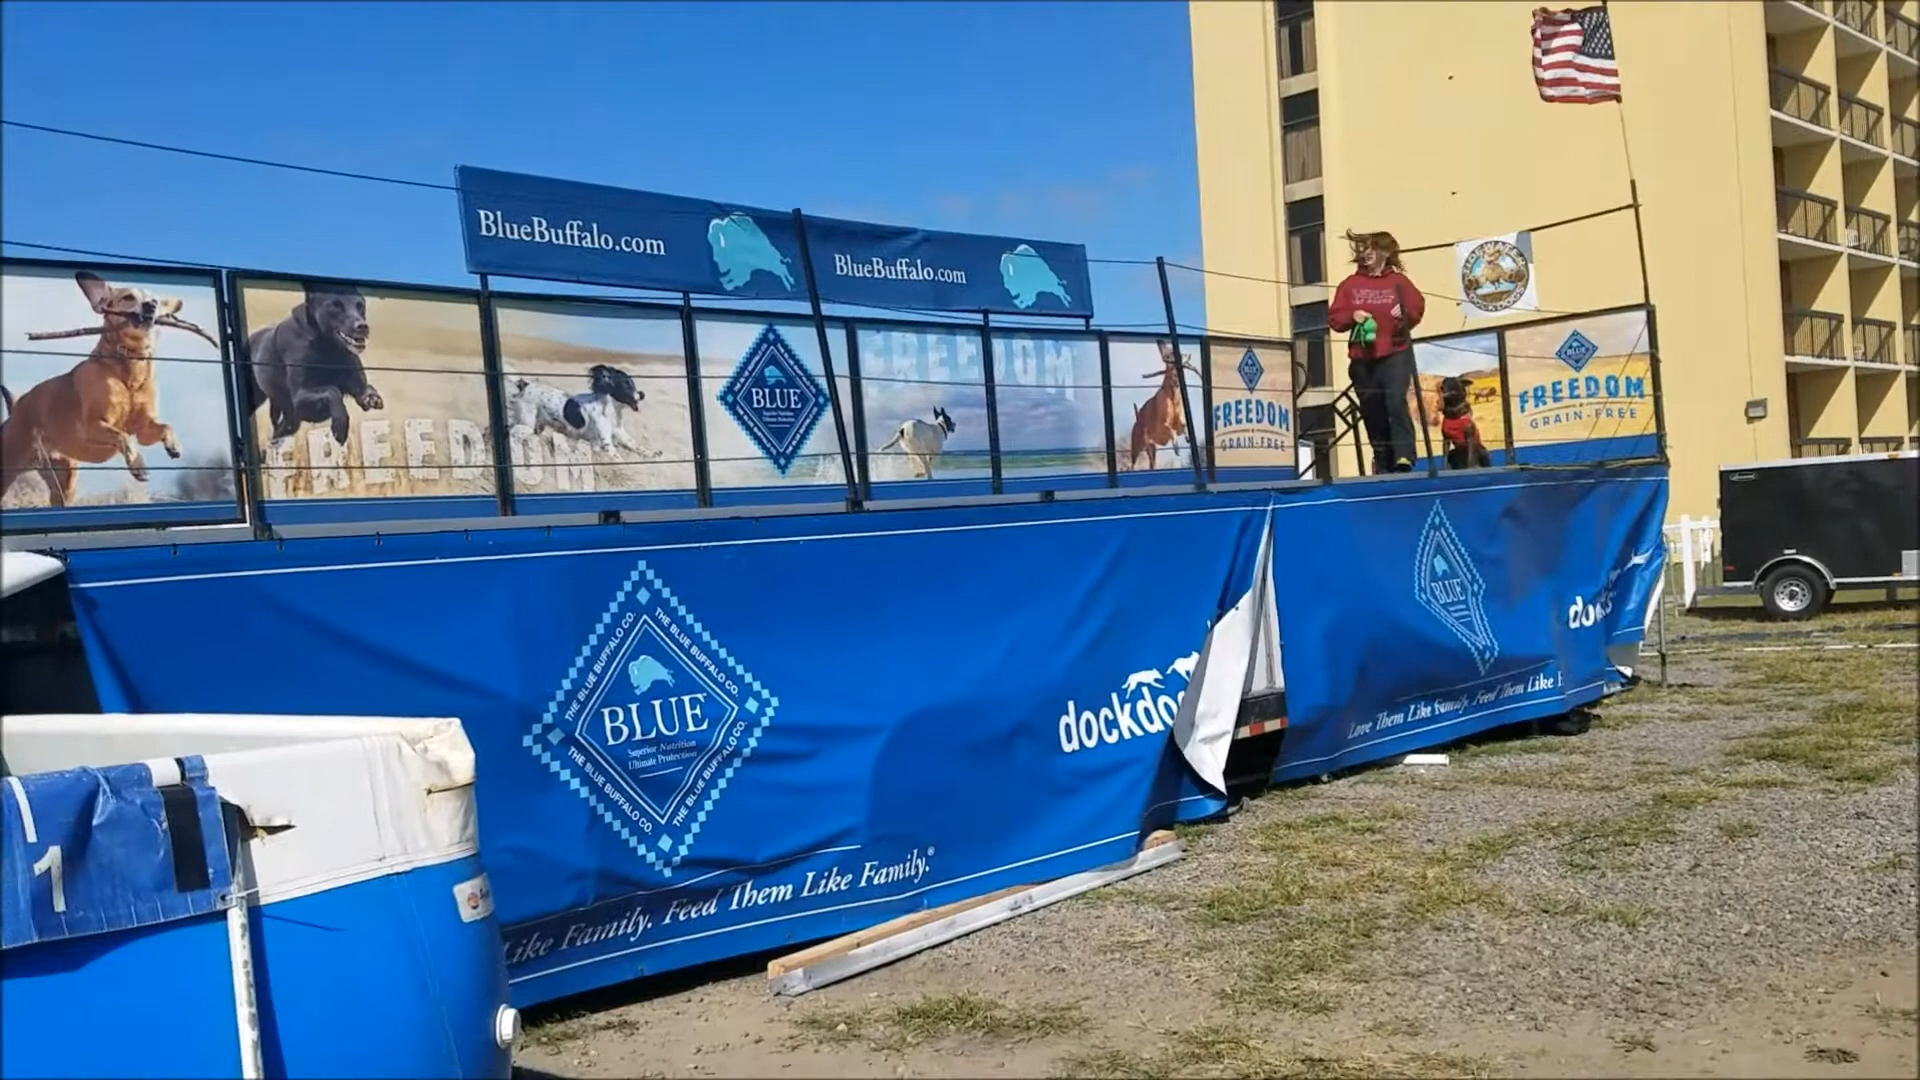 BlueBuffalo.com
BlueBuffalo.com
FREEDOM
BLUE
FREEDOM
FREEDOM
GRAIN-FREE
FREEDOM
GRAIN-FREE
THE BLUE BUFFALO CO.
THE BLUE BUFFALO CO.
BLUE
Superior Nutrition
Ultimate Protection
THE BLUE BUFFALO CO.
THE BLUE BUFFALO CO.
dockdo
Like Family. Feed Them Like Family.®
BLUE
do
Love Them Like Family. Feed Them Like
1